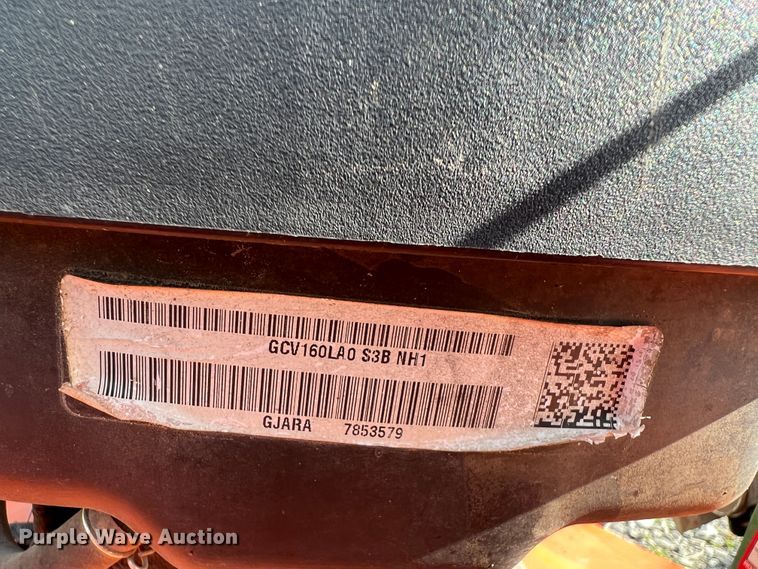 GCV160LA0 S3B NH1
GJARA 7853579
Purple Wave Auction